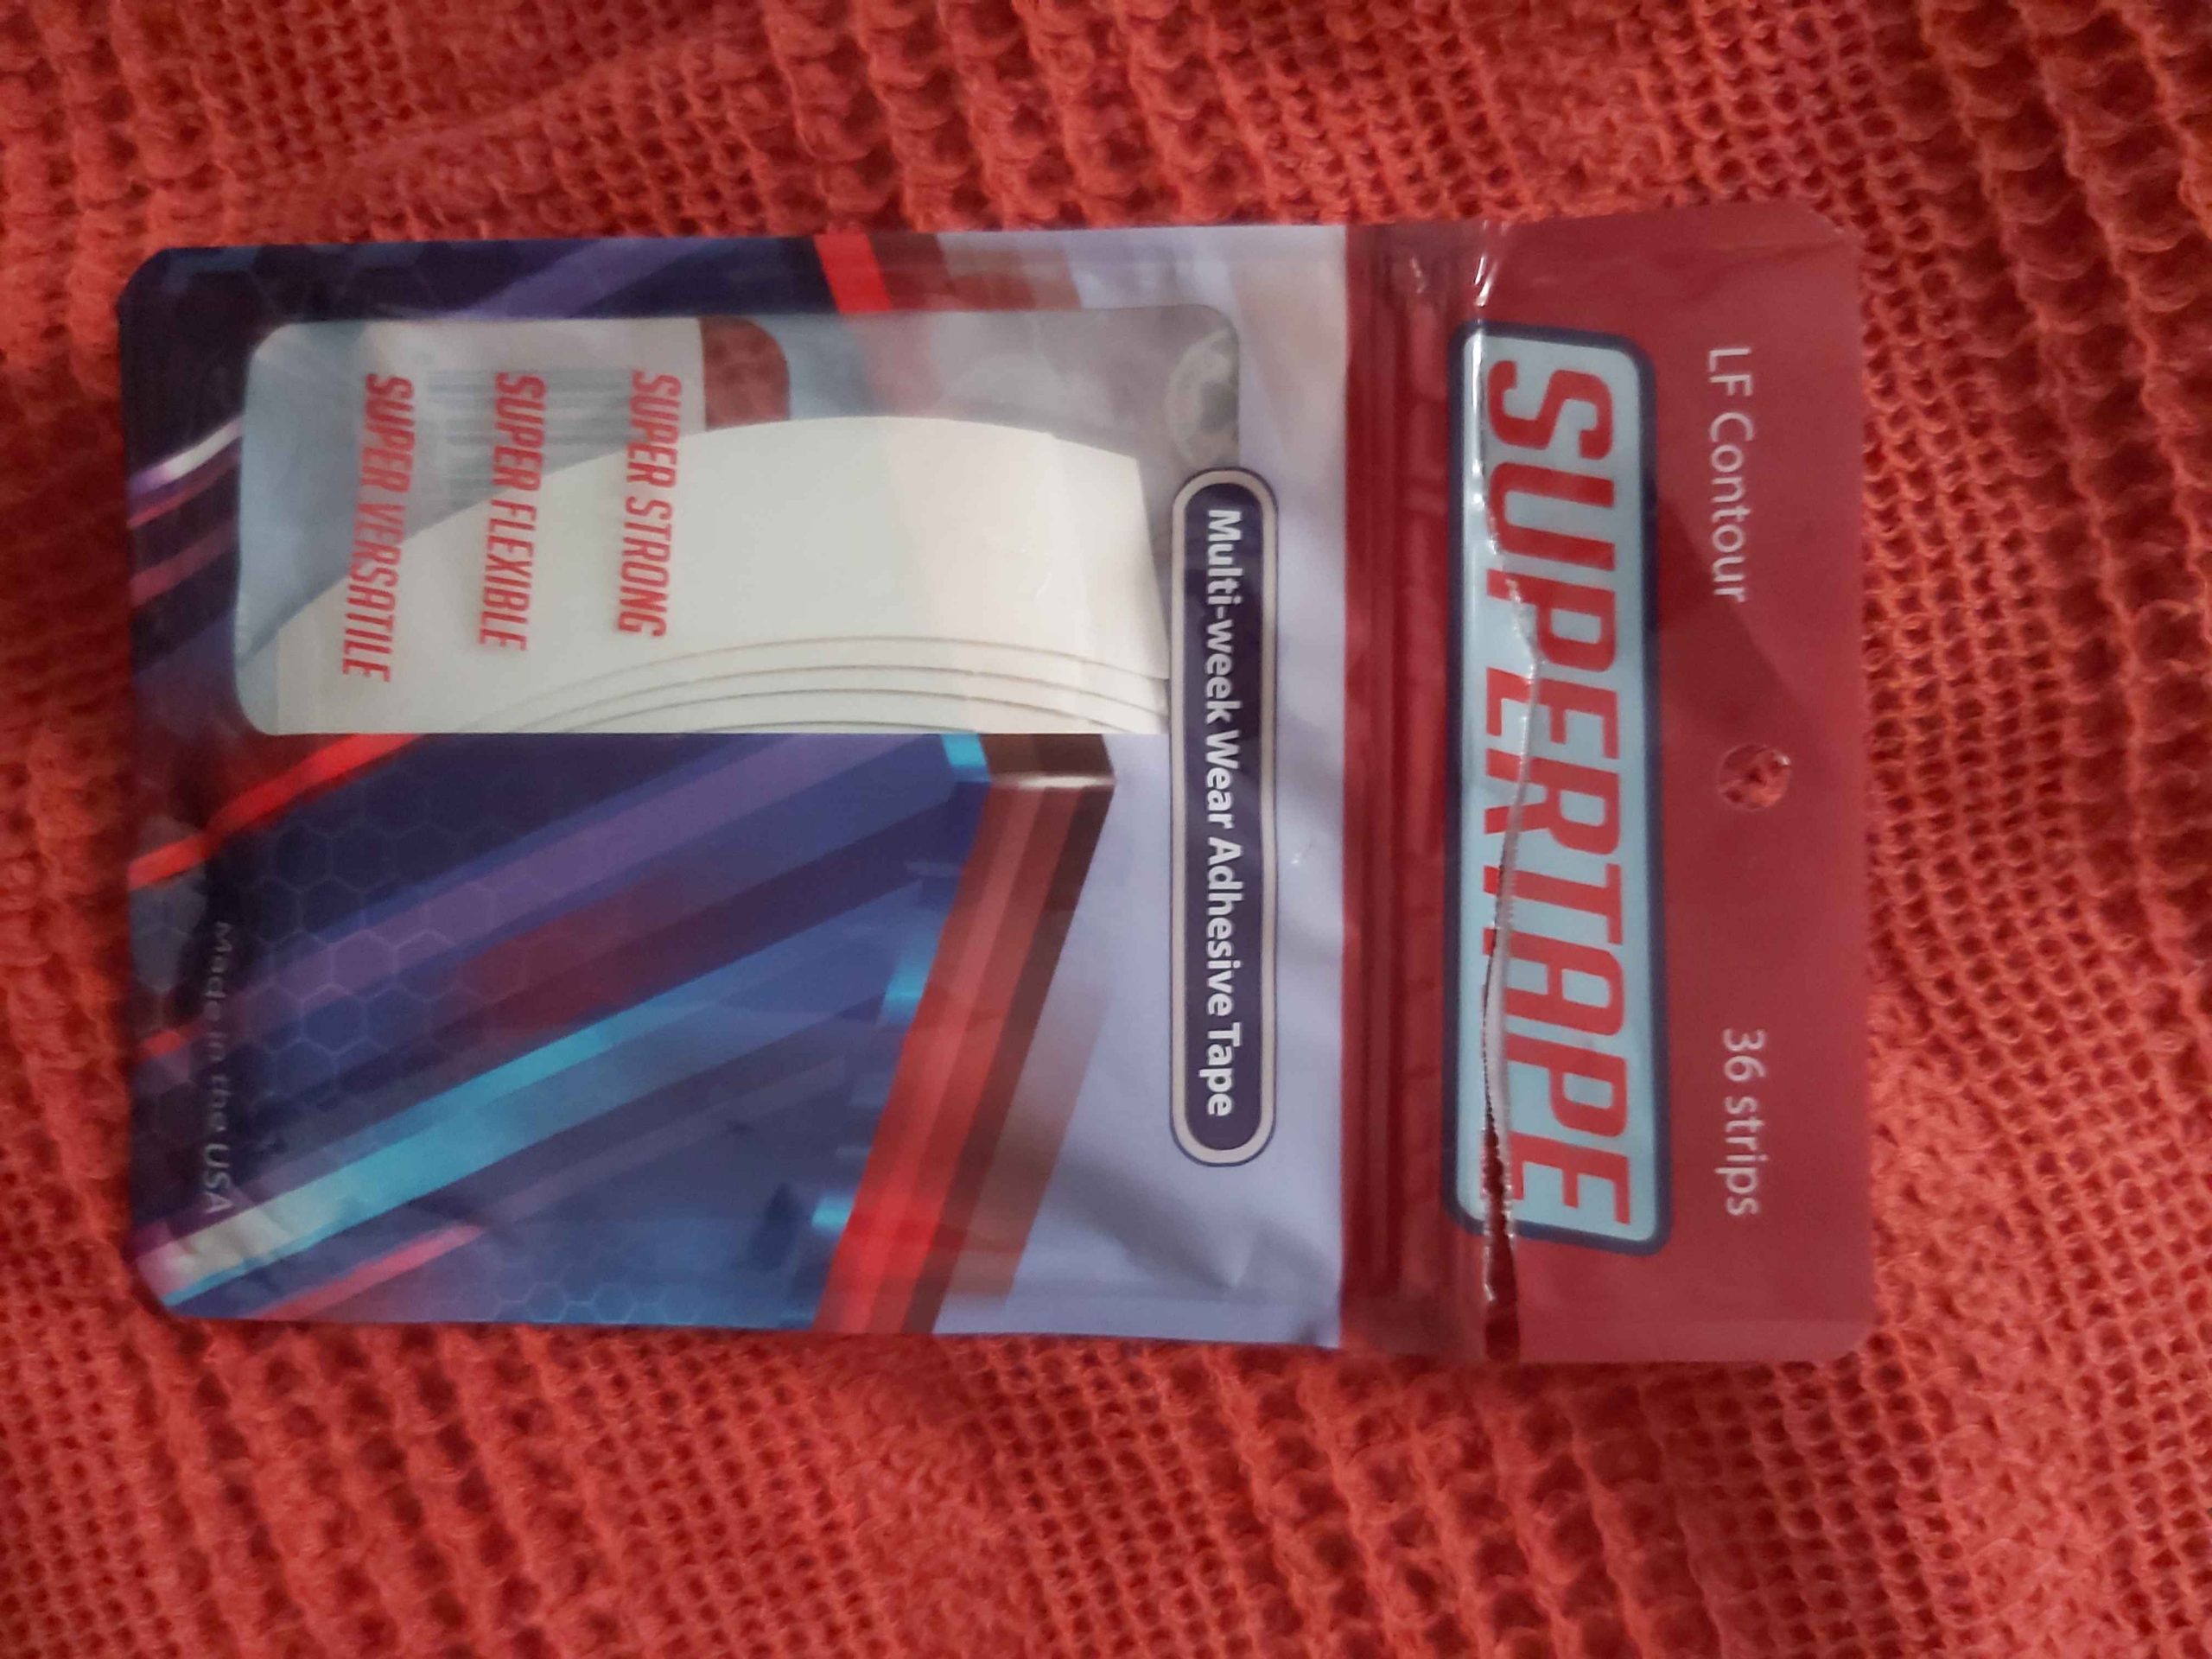 LF Contour
36 strips
SUPERTAPE
Multi-week Wear Adhesive Tape
SUPER STRONG
SUPER FLEXIBLE
SUPER VERSATILE
Made in the USA